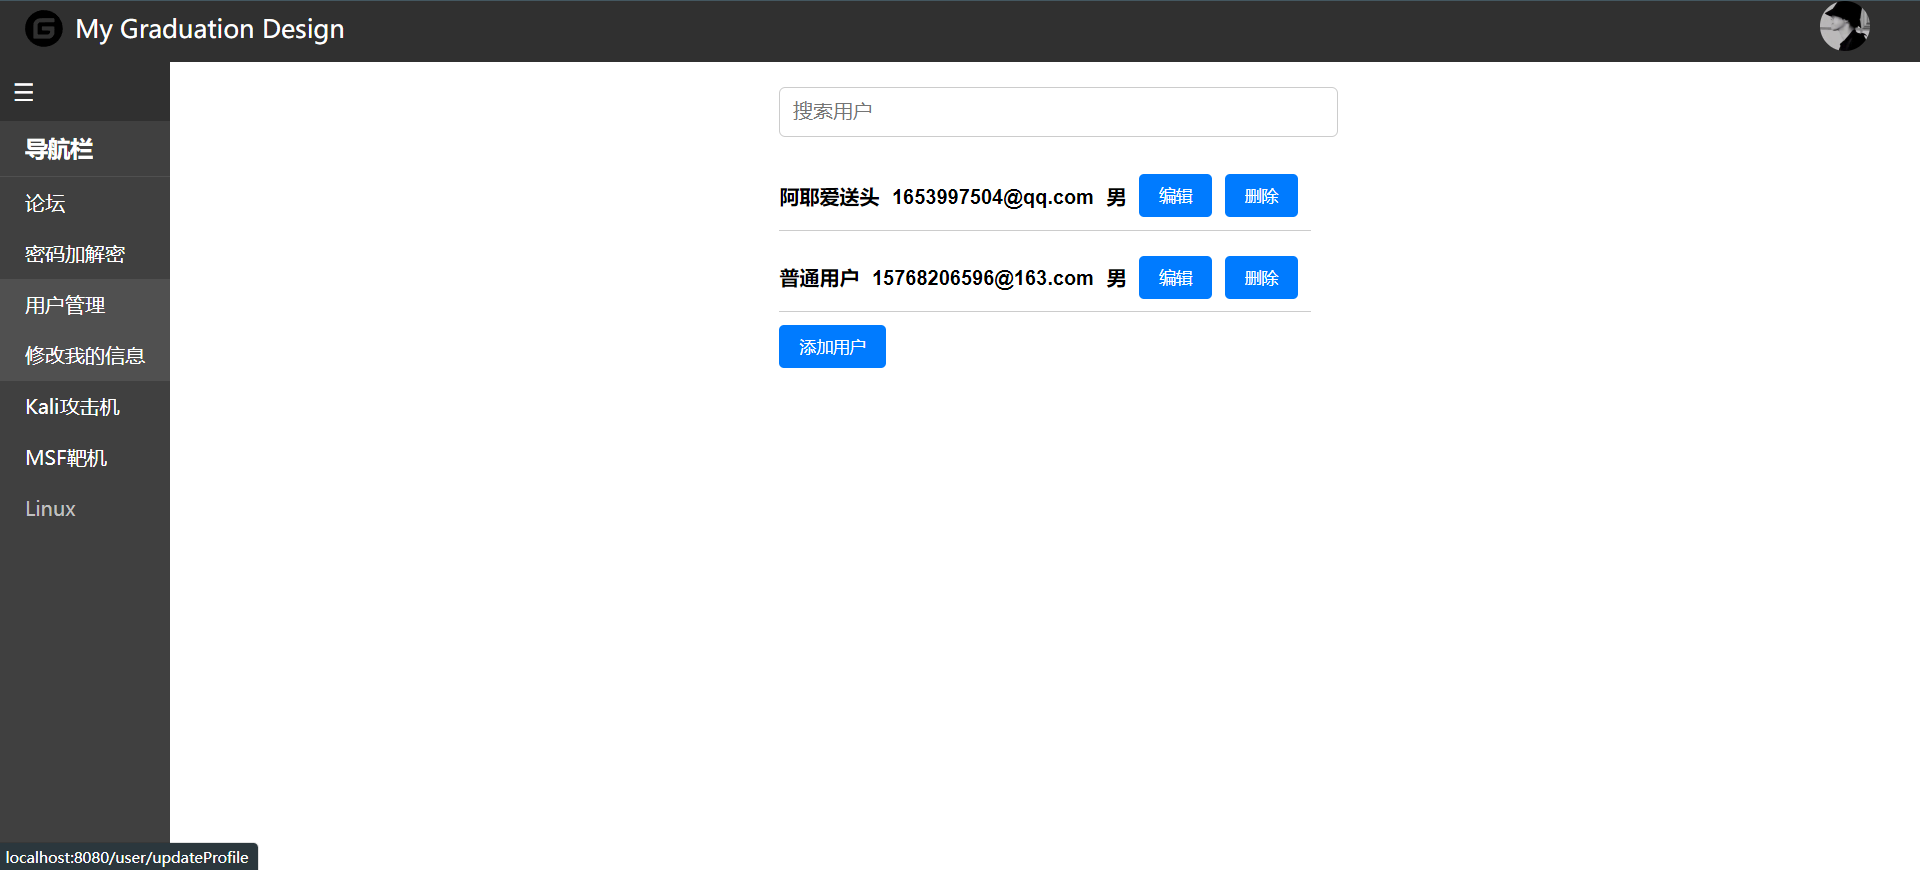 My Graduation Design
☰
导航栏
论坛
密码加解密
用户管理
修改我的信息
Kali攻击机
MSF靶机
Linux
搜索用户
阿耶爱送头 1653997504@qq.com 男 编辑 删除
普通用户 15768206596@163.com 男 编辑 删除
添加用户
localhost:8080/user/updateProfile